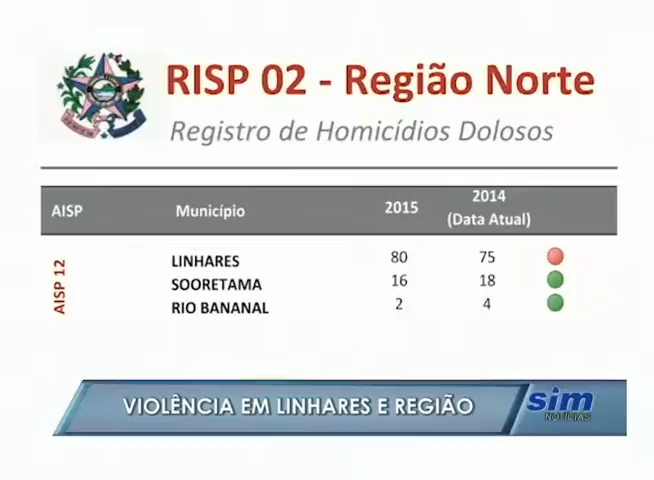 RISP 02 - Região Norte
Registro de Homicídios Dolosos
AISP Município 2015 2014
(Data Atual)
AISP 12
LINHARES 80 75
SOORETAMA 16 18
RIO BANANAL 2 4
VIOLÊNCIA EM LINHARES E REGIÃO
sim
NOTÍCIAS